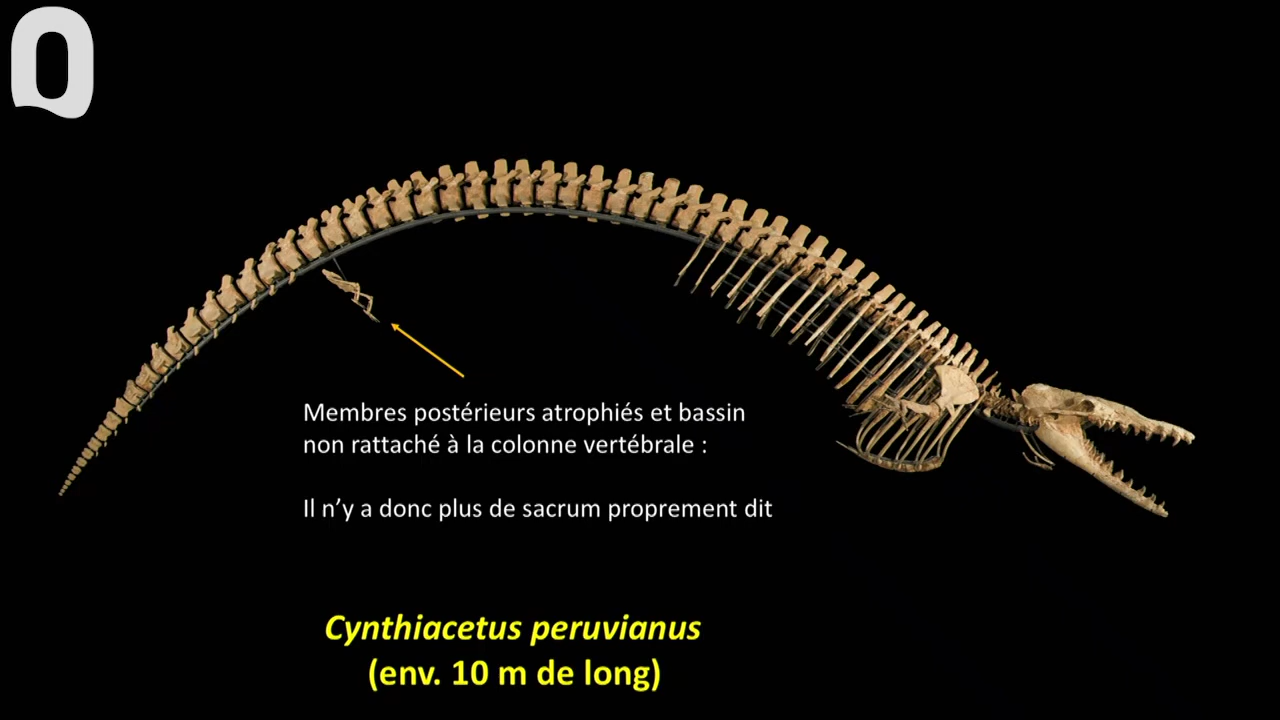 Membres postérieurs atrophiés et bassin
non rattaché à la colonne vertébrale :
Il n’y a donc plus de sacrum proprement dit
Cynthiacetus peruvianus
(env. 10 m de long)